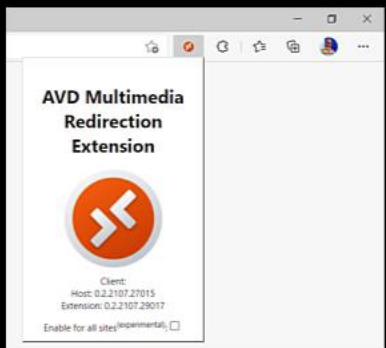 AVD Multimedia
Redirection
Extension
Client:
Host: 0.2.2107.27015
Extension: 0.2.2107.29017
Enable for all sites(experimental):